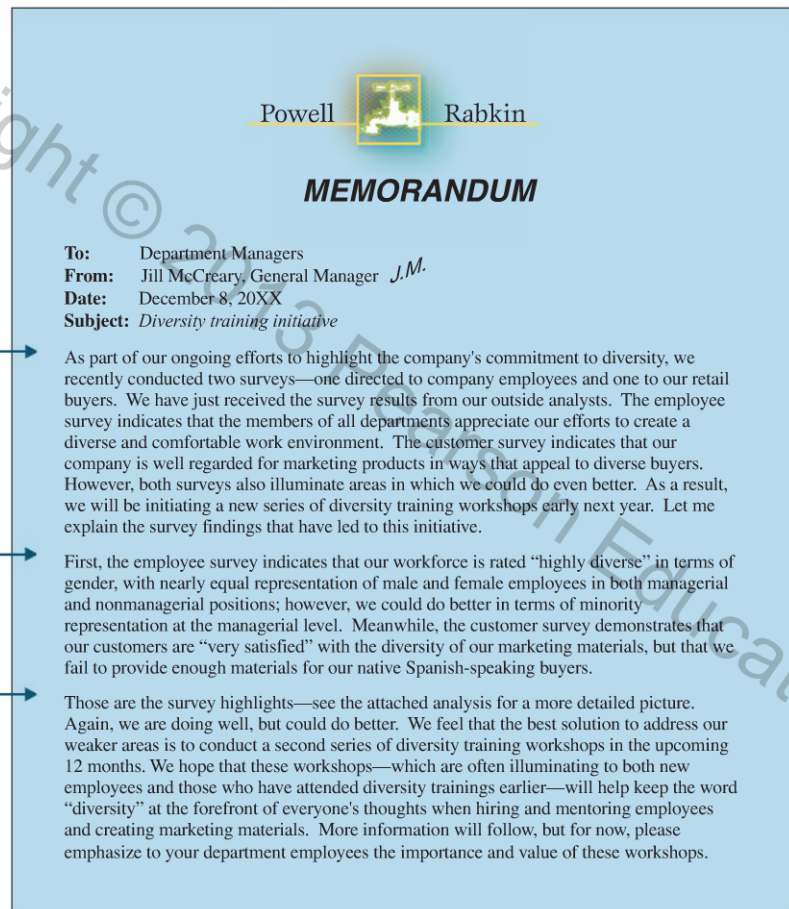 Powell Rabkin
MEMORANDUM
To: Department Managers
From: Jill McCreary, General Manager J.M.
Date: December 8, 20XX
Subject: Diversity training initiative
As part of our ongoing efforts to highlight the company's commitment to diversity, we
recently conducted two surveys—one directed to company employees and one to our retail
buyers. We have just received the survey results from our outside analysts. The employee
survey indicates that the members of all departments appreciate our efforts to create a
diverse and comfortable work environment. The customer survey indicates that our
company is well regarded for marketing products in ways that appeal to diverse buyers.
However, both surveys also illuminate areas in which we could do even better. As a result,
we will be initiating a new series of diversity training workshops early next year. Let me
explain the survey findings that have led to this initiative.
First, the employee survey indicates that our workforce is rated “highly diverse” in terms of
gender, with nearly equal representation of male and female employees in both managerial
and nonmanagerial positions; however, we could do better in terms of minority
representation at the managerial level. Meanwhile, the customer survey demonstrates that
our customers are “very satisfied” with the diversity of our marketing materials, but that we
fail to provide enough materials for our native Spanish-speaking buyers.
Those are the survey highlights—see the attached analysis for a more detailed picture.
Again, we are doing well, but could do better. We feel that the best solution to address our
weaker areas is to conduct a second series of diversity training workshops in the upcoming
12 months. We hope that these workshops—which are often illuminating to both new
employees and those who have attended diversity trainings earlier—will help keep the word
“diversity” at the forefront of everyone's thoughts when hiring and mentoring employees
and creating marketing materials. More information will follow, but for now, please
emphasize to your department employees the importance and value of these workshops.
ight © 2013 Pearson Educat